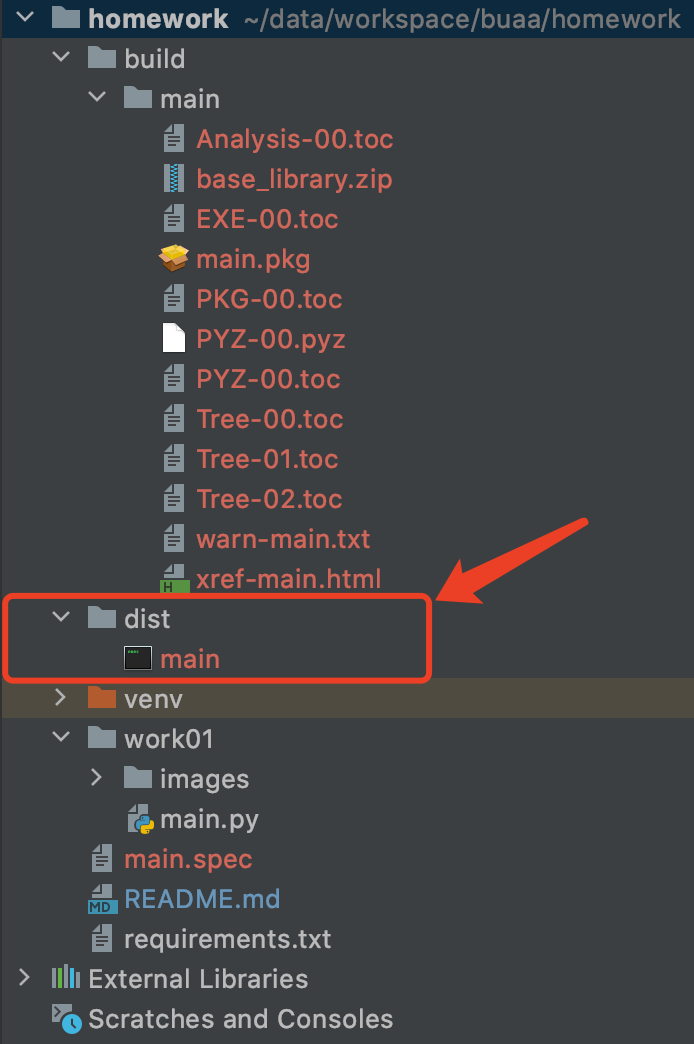 homework ~/data/workspace/buaa/homework
build
main
Analysis-00.toc
base_library.zip
EXE-00.toc
main.pkg
PKG-00.toc
PYZ-00.pyz
PYZ-00.toc
Tree-00.toc
Tree-01.toc
Tree-02.toc
warn-main.txt
H xref-main.html
dist
main
venv
work01
images
main.py
main.spec
MD README.md
requirements.txt
External Libraries
Scratches and Consoles